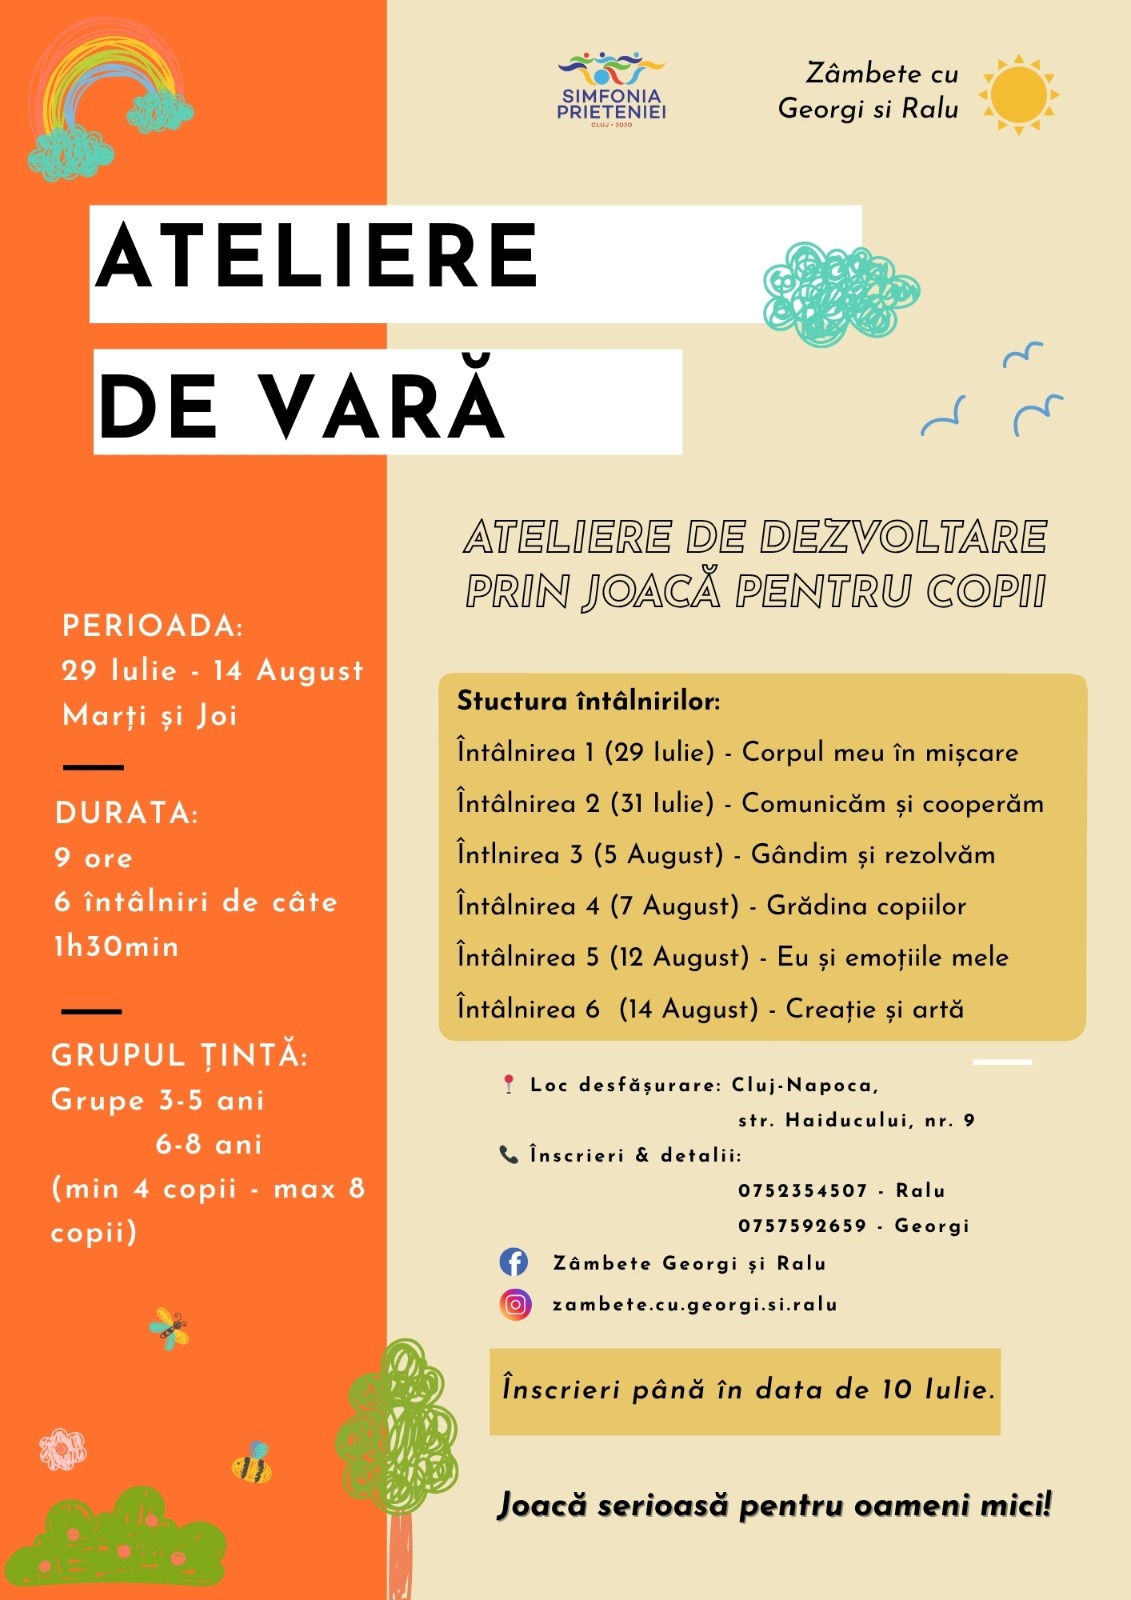 SIMFONIA
PRIETENIEI
CLUJ • 2020
Zâmbete cu
Georgi si Ralu
ATELIERE
DE VARĂ
ATELIERE DE DEZVOLTARE
PRIN JOACĂ PENTRU COPII
PERIOADA:
29 Iulie - 14 August
Marți și Joi
DURATA:
9 ore
6 întâlniri de câte
1h30min
GRUPUL ȚINTĂ:
Grupe 3-5 ani
6-8 ani
(min 4 copii - max 8
copii)
Stuctura întâlnirilor:
Întâlnirea 1 (29 Iulie) - Corpul meu în mișcare
Întâlnirea 2 (31 Iulie) - Comunicăm și cooperăm
Întlnirea 3 (5 August) - Gândim și rezolvăm
Întâlnirea 4 (7 August) - Grădina copiilor
Întâlnirea 5 (12 August) - Eu și emoțiile mele
Întâlnirea 6 (14 August) - Creație și artă
📍 Loc desfășurare: Cluj-Napoca,
str. Haiducului, nr. 9
📞 Înscrieri & detalii:
0752354507 - Ralu
0757592659 - Georgi
Zâmbete Georgi și Ralu
zambete.cu.georgi.si.ralu
Înscrieri până în data de 10 Iulie.
Joacă serioasă pentru oameni mici!